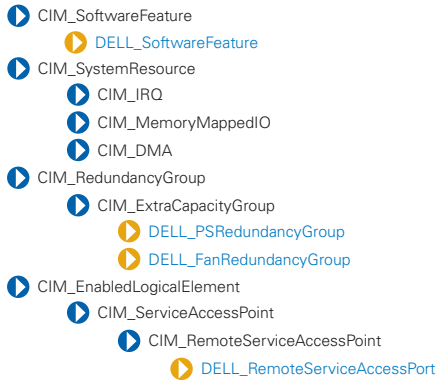 CIM_SoftwareFeature
DELL_SoftwareFeature
CIM_SystemResource
CIM_IRQ
CIM_MemoryMappedIO
CIM_DMA
CIM_RedundancyGroup
CIM_ExtraCapacityGroup
DELL_PSRedundancyGroup
DELL_FanRedundancyGroup
CIM_EnabledLogicalElement
CIM_ServiceAccessPoint
CIM_RemoteServiceAccessPoint
DELL_RemoteServiceAccessPort